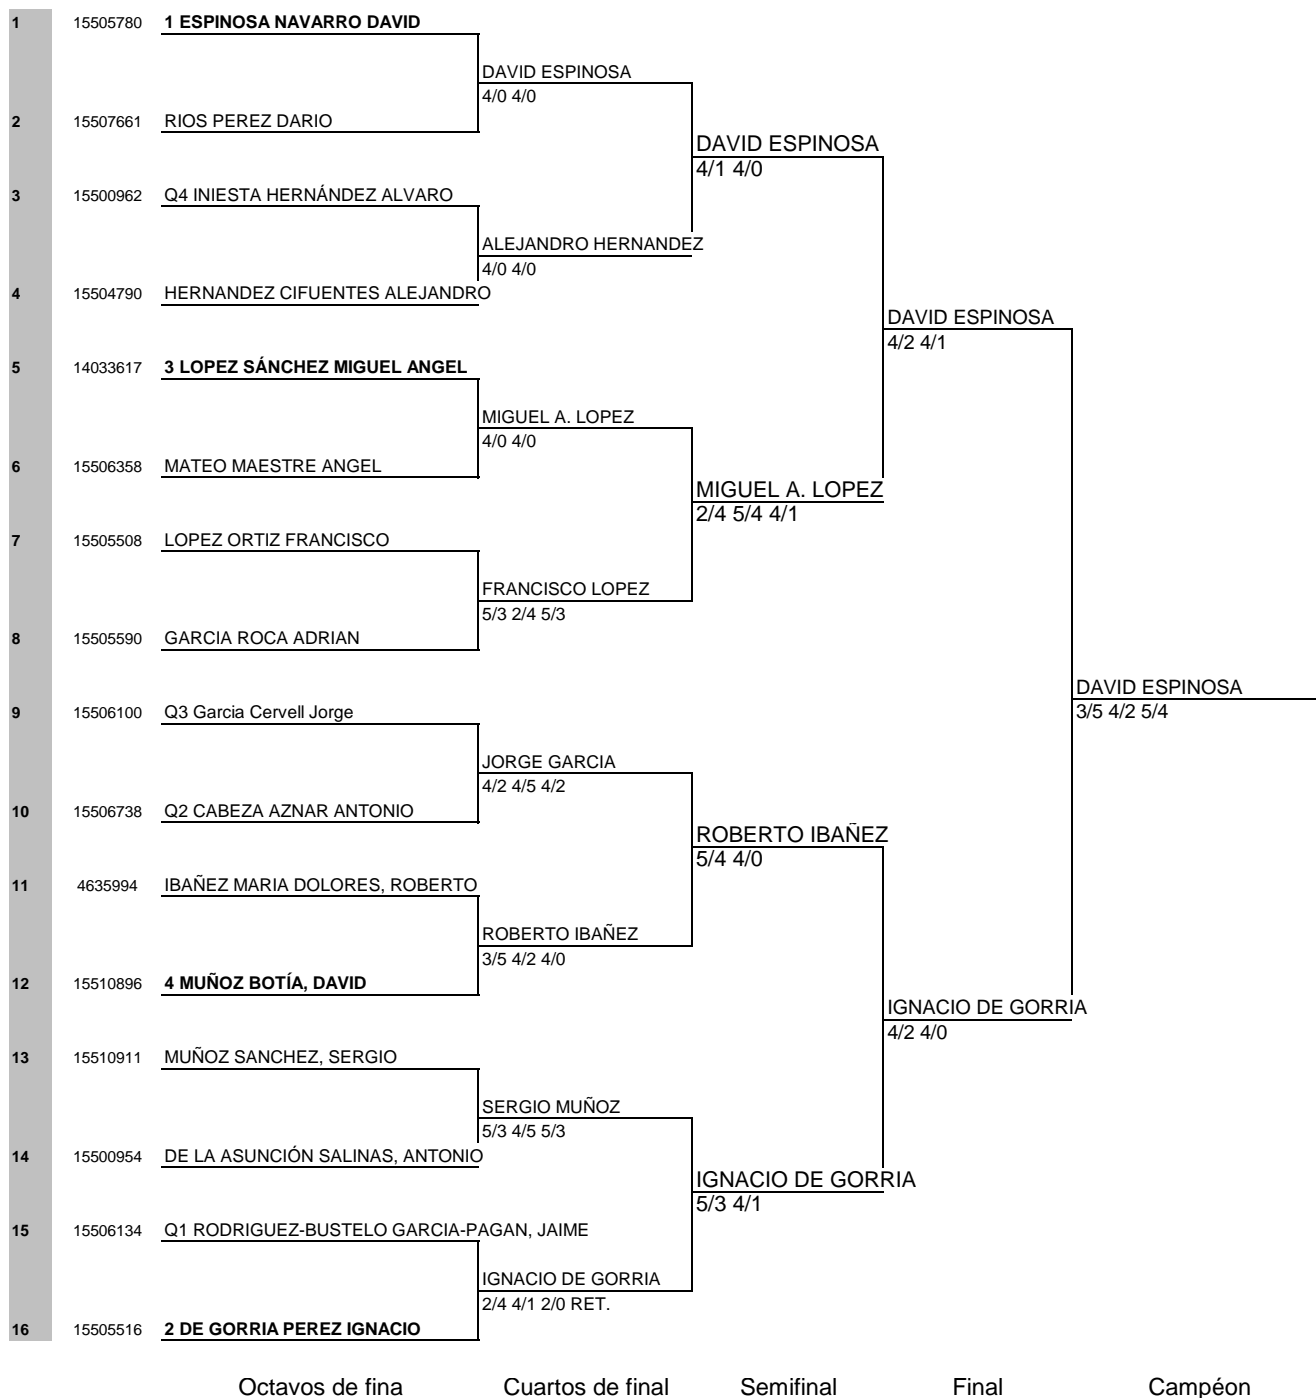 1 15505780 1 ESPINOSA NAVARRO DAVID
DAVID ESPINOSA
4/0 4/0
2 15507661 RIOS PEREZ DARIO
DAVID ESPINOSA
4/1 4/0
3 15500962 Q4 INIESTA HERNÁNDEZ ALVARO
ALEJANDRO HERNANDEZ
4/0 4/0
4 15504790 HERNANDEZ CIFUENTES ALEJANDRO
DAVID ESPINOSA
4/2 4/1
5 14033617 3 LOPEZ SÁNCHEZ MIGUEL ANGEL
MIGUEL A. LOPEZ
4/0 4/0
6 15506358 MATEO MAESTRE ANGEL
MIGUEL A. LOPEZ
2/4 5/4 4/1
7 15505508 LOPEZ ORTIZ FRANCISCO
FRANCISCO LOPEZ
5/3 2/4 5/3
8 15505590 GARCIA ROCA ADRIAN
DAVID ESPINOSA
3/5 4/2 5/4
9 15506100 Q3 Garcia Cervell Jorge
JORGE GARCIA
4/2 4/5 4/2
10 15506738 Q2 CABEZA AZNAR ANTONIO
ROBERTO IBAÑEZ
5/4 4/0
11 4635994 IBAÑEZ MARIA DOLORES, ROBERTO
ROBERTO IBAÑEZ
3/5 4/2 4/0
12 15510896 4 MUÑOZ BOTÍA, DAVID
IGNACIO DE GORRIA
4/2 4/0
13 15510911 MUÑOZ SANCHEZ, SERGIO
SERGIO MUÑOZ
5/3 4/5 5/3
14 15500954 DE LA ASUNCIÓN SALINAS, ANTONIO
IGNACIO DE GORRIA
5/3 4/1
15 15506134 Q1 RODRIGUEZ-BUSTELO GARCIA-PAGAN, JAIME
IGNACIO DE GORRIA
2/4 4/1 2/0 RET.
16 15505516 2 DE GORRIA PEREZ IGNACIO
Octavos de fina Cuartos de final Semifinal Final Campéon